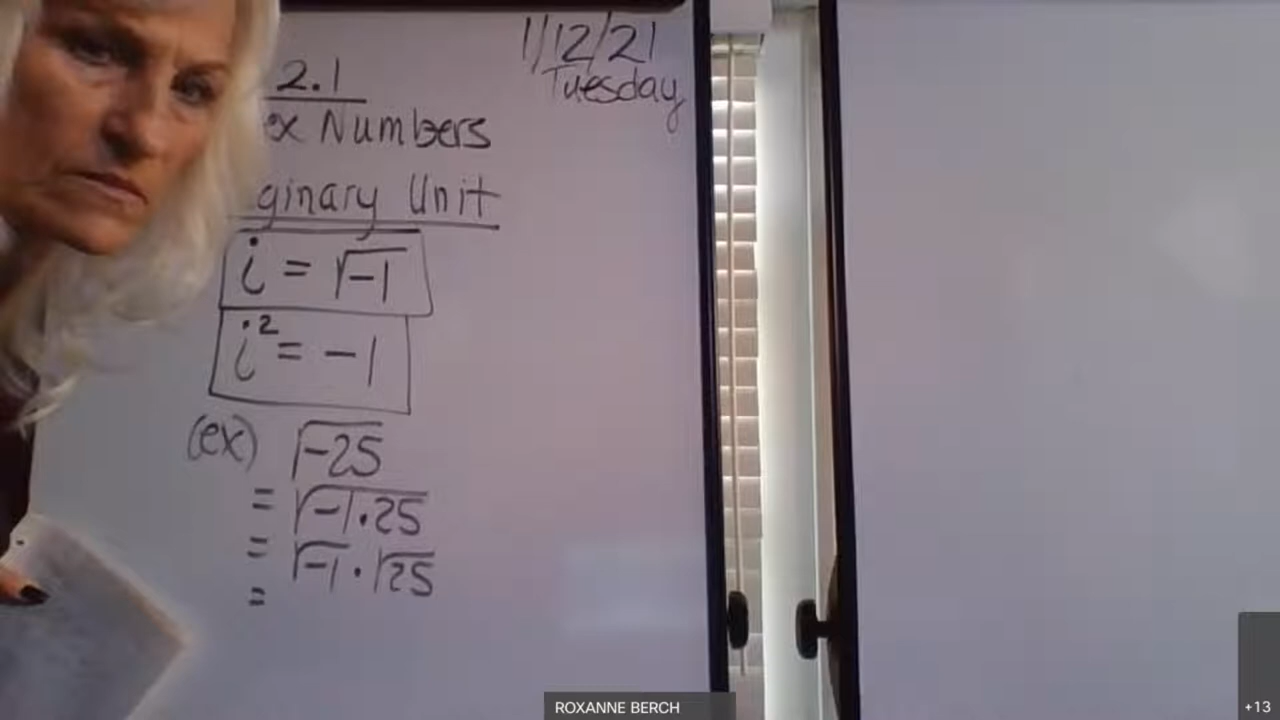 2.1
1/12/21
Tuesday
ex Numbers
ginary Unit
i = √-1
i² = -1
(ex) √-25
= √-1·25
= √-1 · √25
=
ROXANNE BERCH
+13